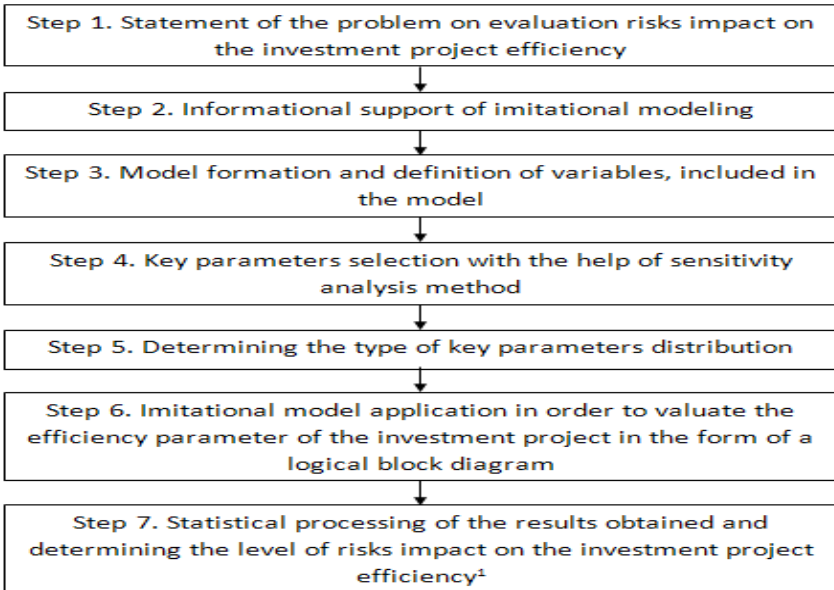 Step 1. Statement of the problem on evaluation risks impact on
the investment project efficiency
Step 2. Informational support of imitational modeling
Step 3. Model formation and definition of variables, included in
the model
Step 4. Key parameters selection with the help of sensitivity
analysis method
Step 5. Determining the type of key parameters distribution
Step 6. Imitational model application in order to valuate the
efficiency parameter of the investment project in the form of a
logical block diagram
Step 7. Statistical processing of the results obtained and
determining the level of risks impact on the investment project
efficiency¹